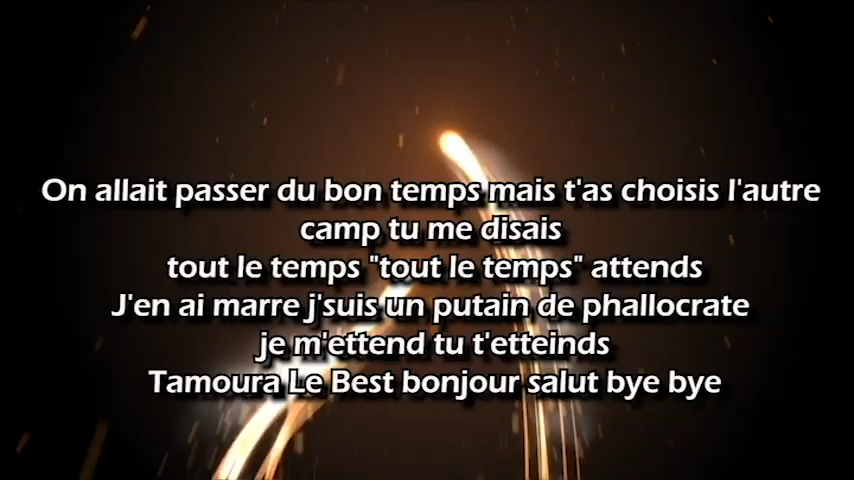 On allait passer du bon temps mais t'as choisis l'autre
camp tu me disais
tout le temps "tout le temps" attends
J'en ai marre j'suis un putain de phallocrate
je m'ettend tu t'etteinds
Tamoura Le Best bonjour salut bye bye